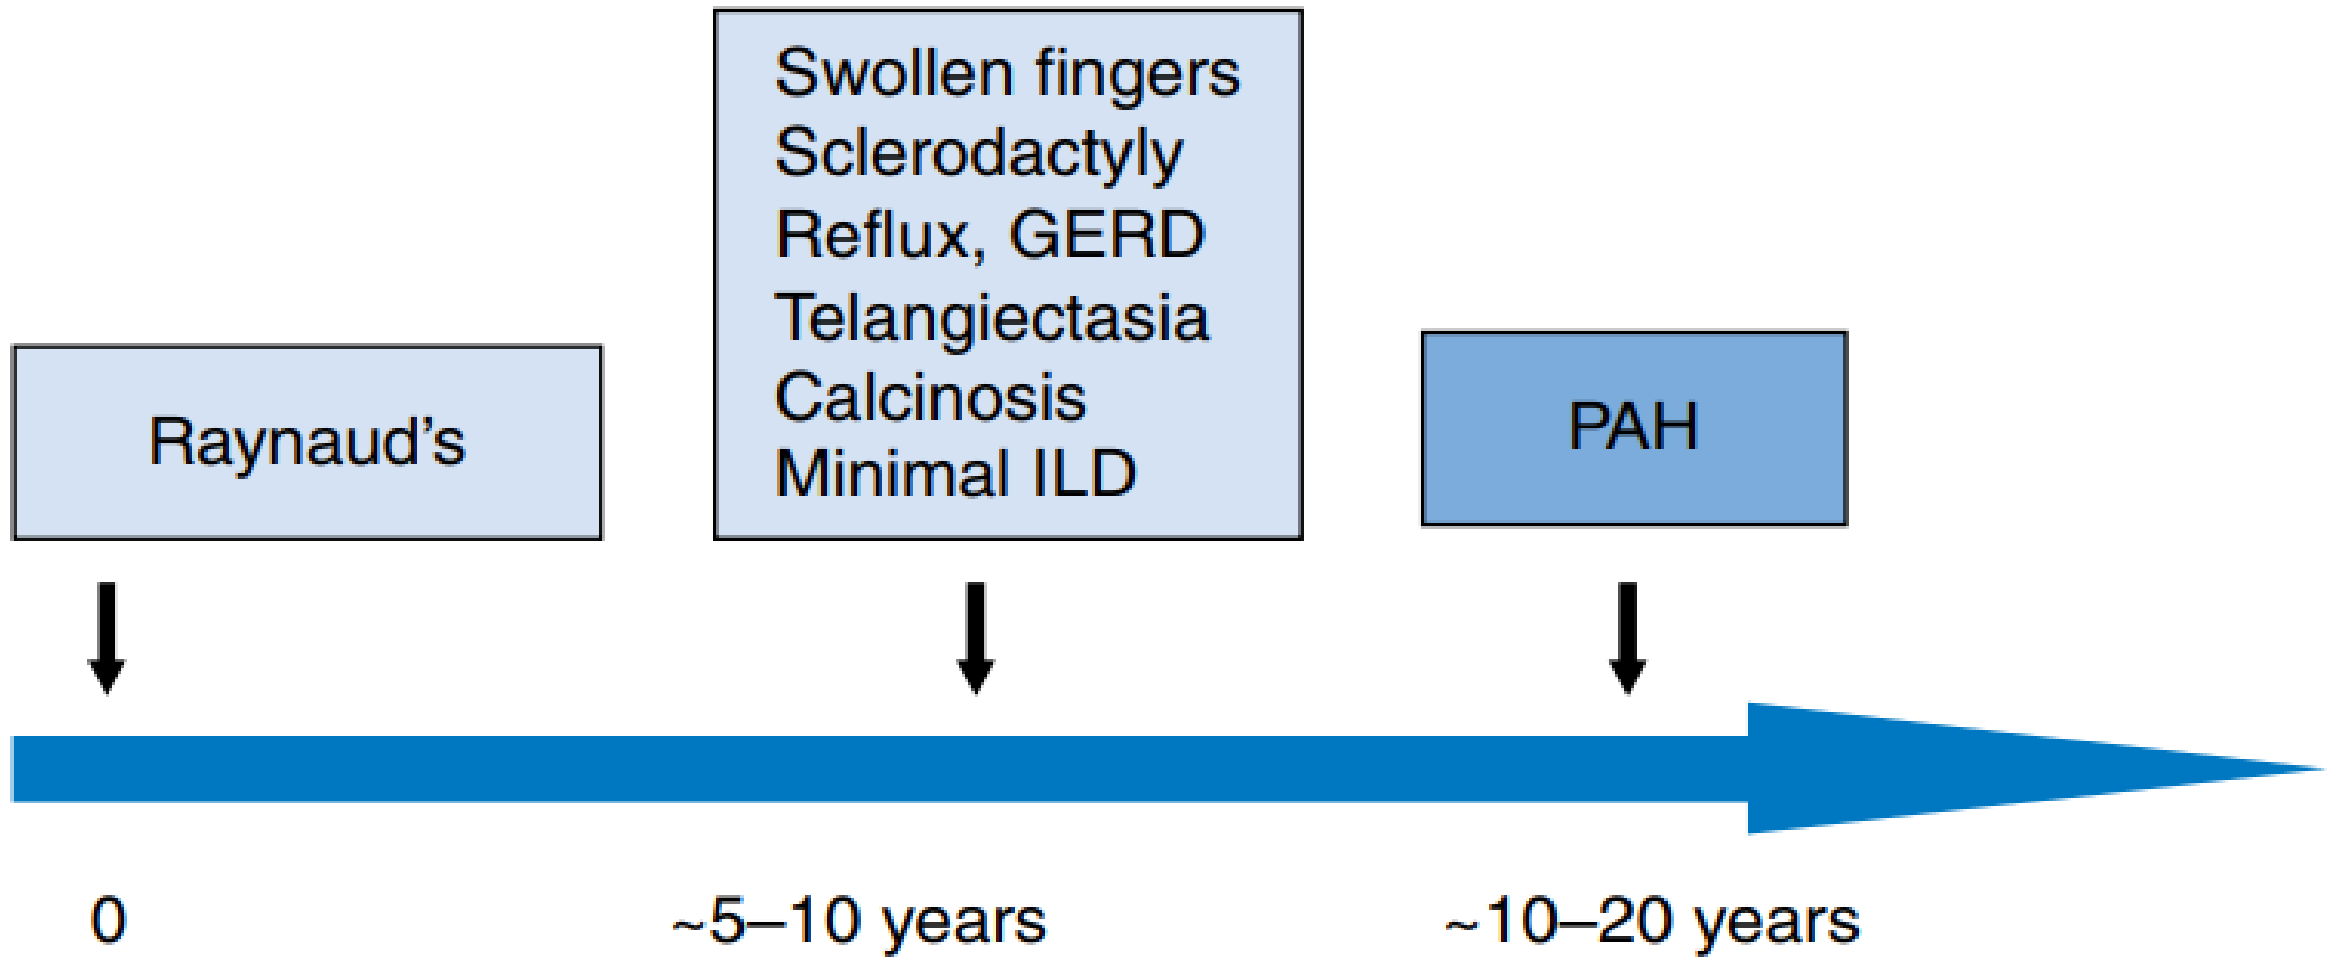 Raynaud’s
Swollen fingers
Sclerodactyly
Reflux, GERD
Telangiectasia
Calcinosis
Minimal ILD
PAH
0
~5–10 years
~10–20 years